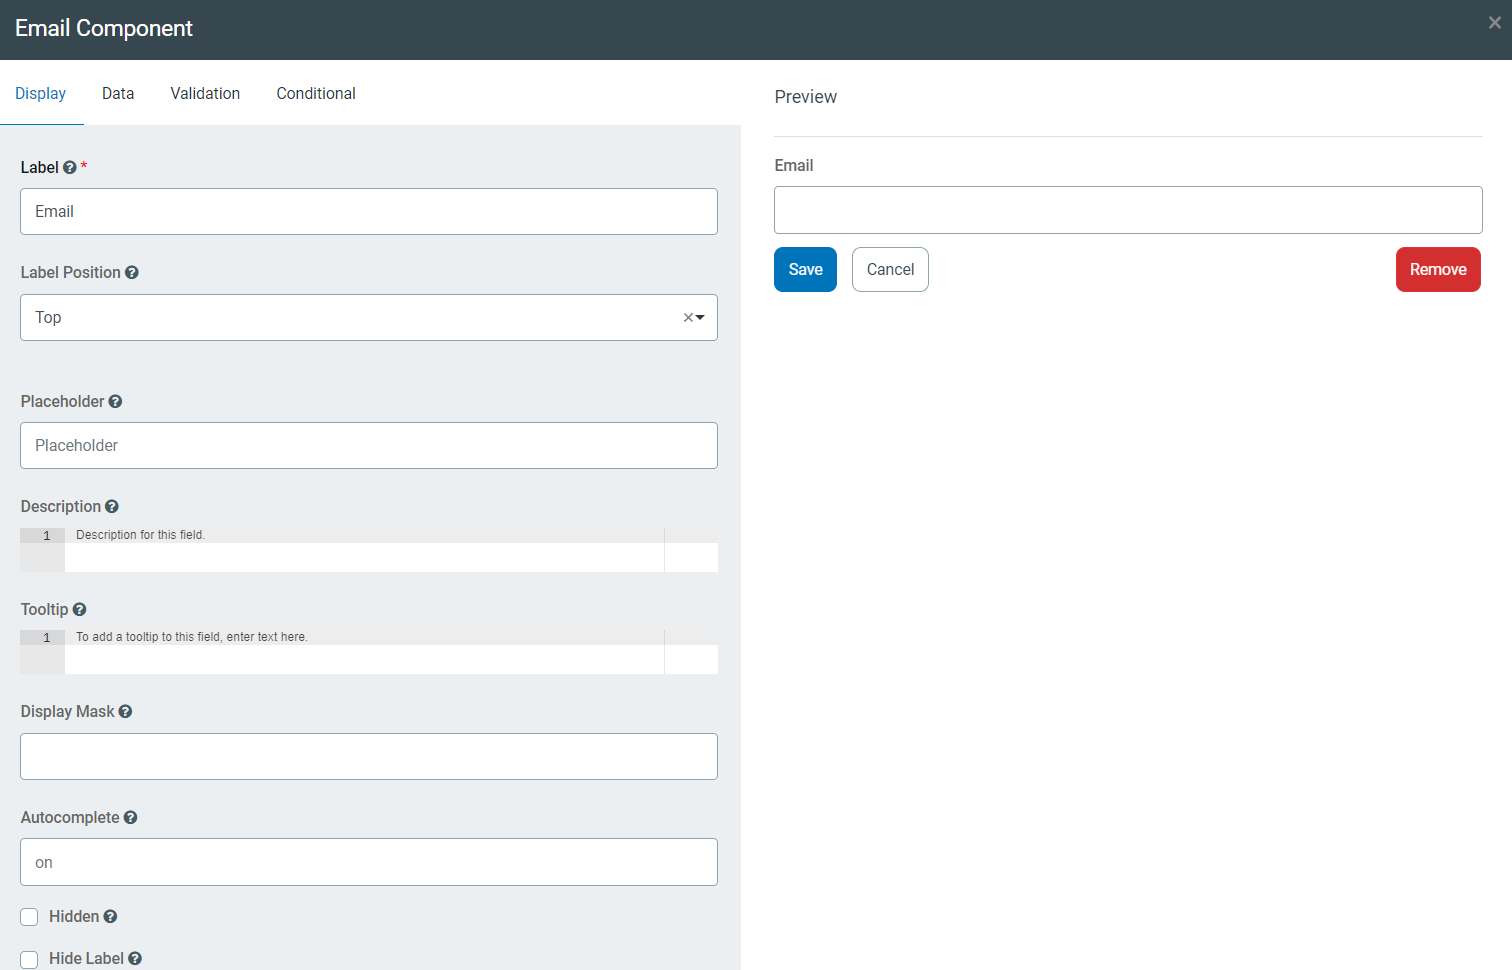 Email Component
×
Display Data Validation Conditional
Label *
Email
Label Position
Top
Placeholder
Placeholder
Description
1 Description for this field.
Tooltip
1 To add a tooltip to this field, enter text here.
Display Mask
Autocomplete
on
Hidden
Hide Label
Preview
Email
Save Cancel Remove